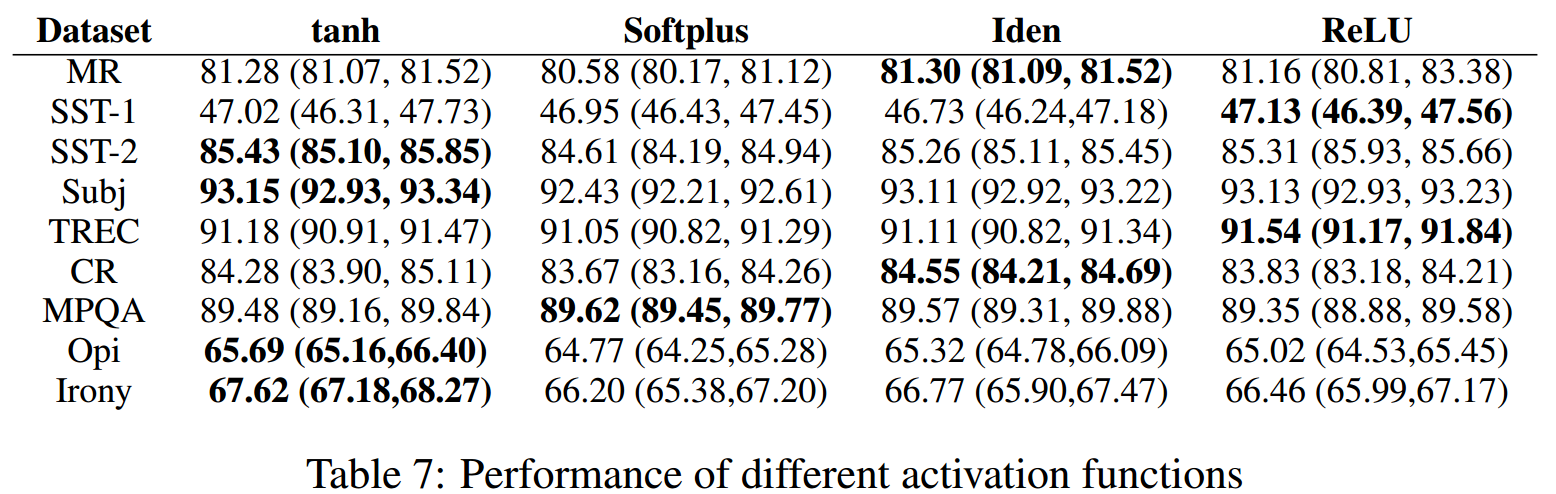 Dataset tanh Softplus Iden ReLU
MR 81.28 (81.07, 81.52) 80.58 (80.17, 81.12) 81.30 (81.09, 81.52) 81.16 (80.81, 83.38)
SST-1 47.02 (46.31, 47.73) 46.95 (46.43, 47.45) 46.73 (46.24,47.18) 47.13 (46.39, 47.56)
SST-2 85.43 (85.10, 85.85) 84.61 (84.19, 84.94) 85.26 (85.11, 85.45) 85.31 (85.93, 85.66)
Subj 93.15 (92.93, 93.34) 92.43 (92.21, 92.61) 93.11 (92.92, 93.22) 93.13 (92.93, 93.23)
TREC 91.18 (90.91, 91.47) 91.05 (90.82, 91.29) 91.11 (90.82, 91.34) 91.54 (91.17, 91.84)
CR 84.28 (83.90, 85.11) 83.67 (83.16, 84.26) 84.55 (84.21, 84.69) 83.83 (83.18, 84.21)
MPQA 89.48 (89.16, 89.84) 89.62 (89.45, 89.77) 89.57 (89.31, 89.88) 89.35 (88.88, 89.58)
Opi 65.69 (65.16,66.40) 64.77 (64.25,65.28) 65.32 (64.78,66.09) 65.02 (64.53,65.45)
Irony 67.62 (67.18,68.27) 66.20 (65.38,67.20) 66.77 (65.90,67.47) 66.46 (65.99,67.17)
Table 7: Performance of different activation functions